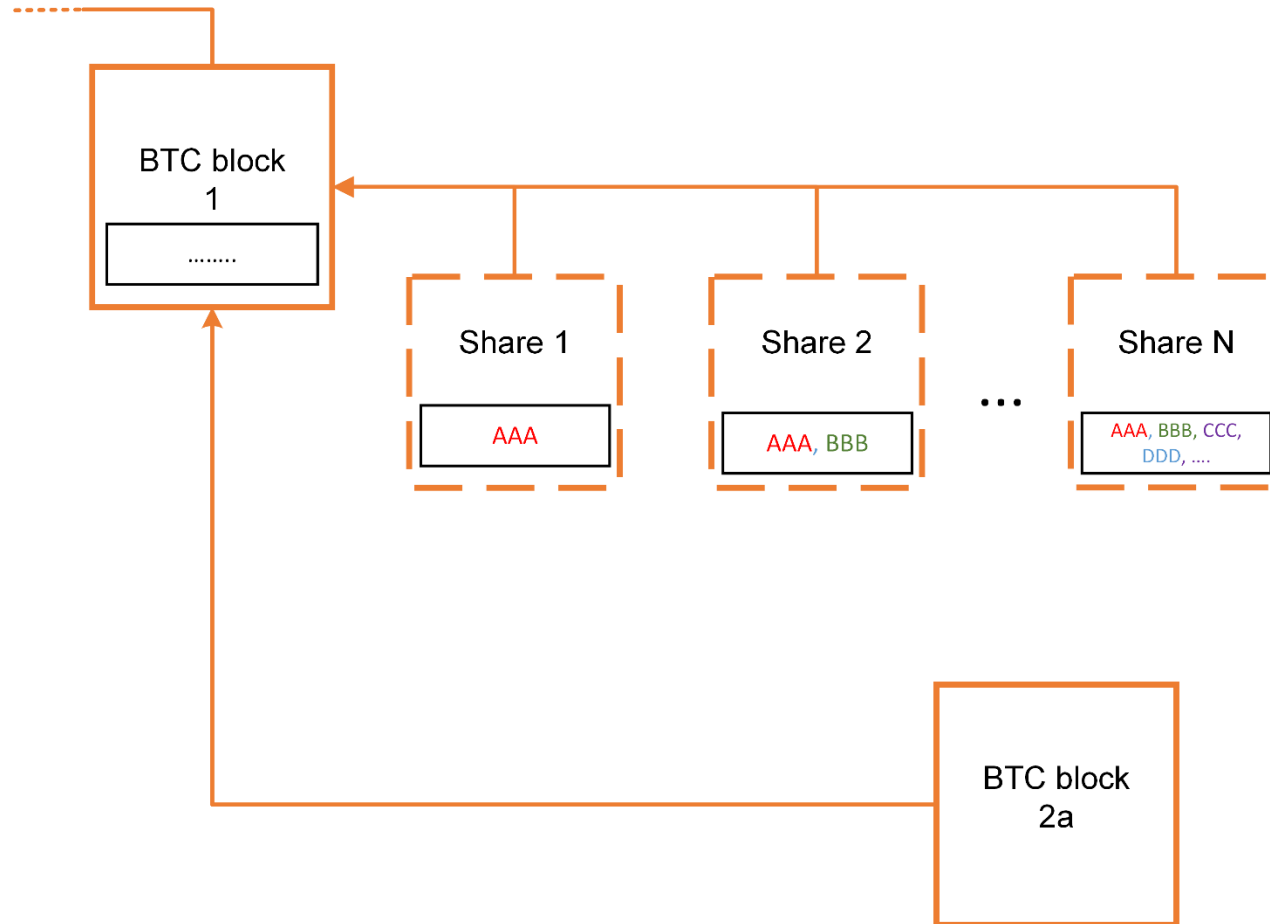 BTC block
1
........
Share 1
AAA
Share 2
AAA, BBB
...
Share N
AAA, BBB, CCC,
DDD, ....
BTC block
2a